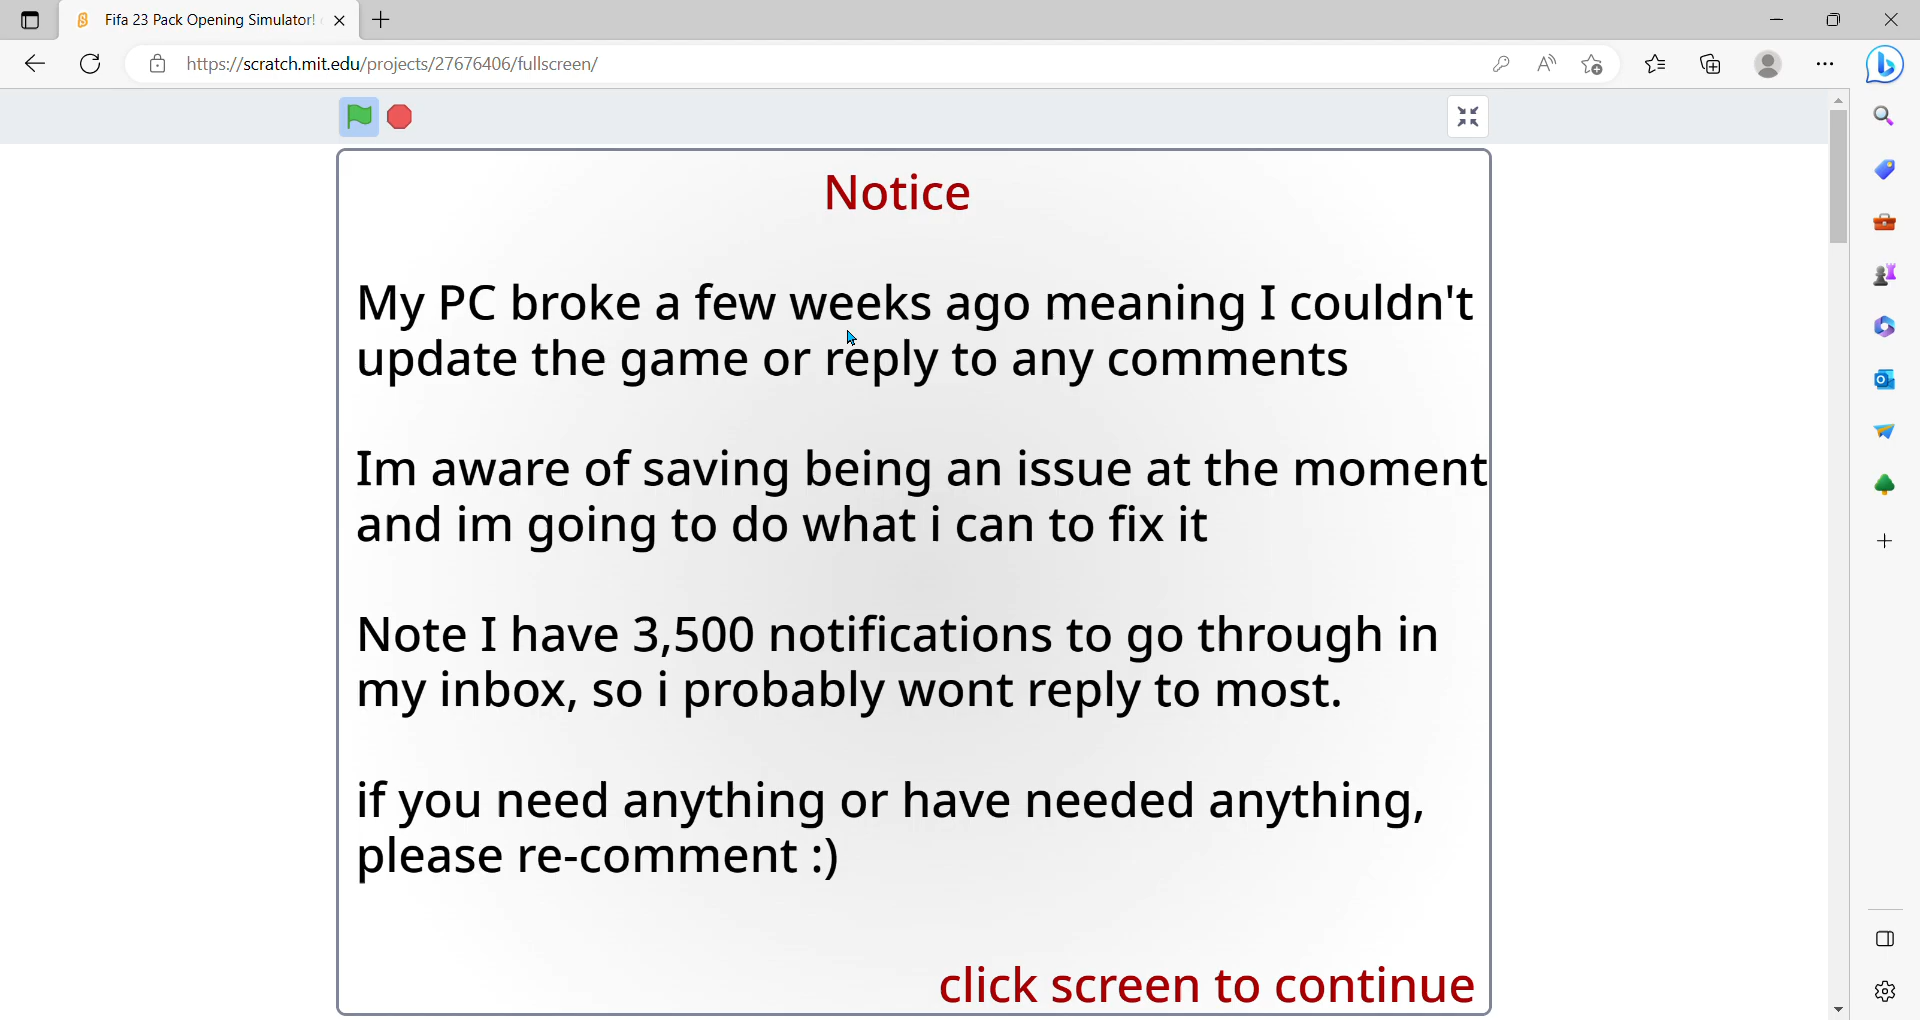 Fifa 23 Pack Opening Simulator!
https://scratch.mit.edu/projects/27676406/fullscreen/
Notice
My PC broke a few weeks ago meaning I couldn't
update the game or reply to any comments
Im aware of saving being an issue at the moment
and im going to do what i can to fix it
Note I have 3,500 notifications to go through in
my inbox, so i probably wont reply to most.
if you need anything or have needed anything,
please re-comment :)
click screen to continue